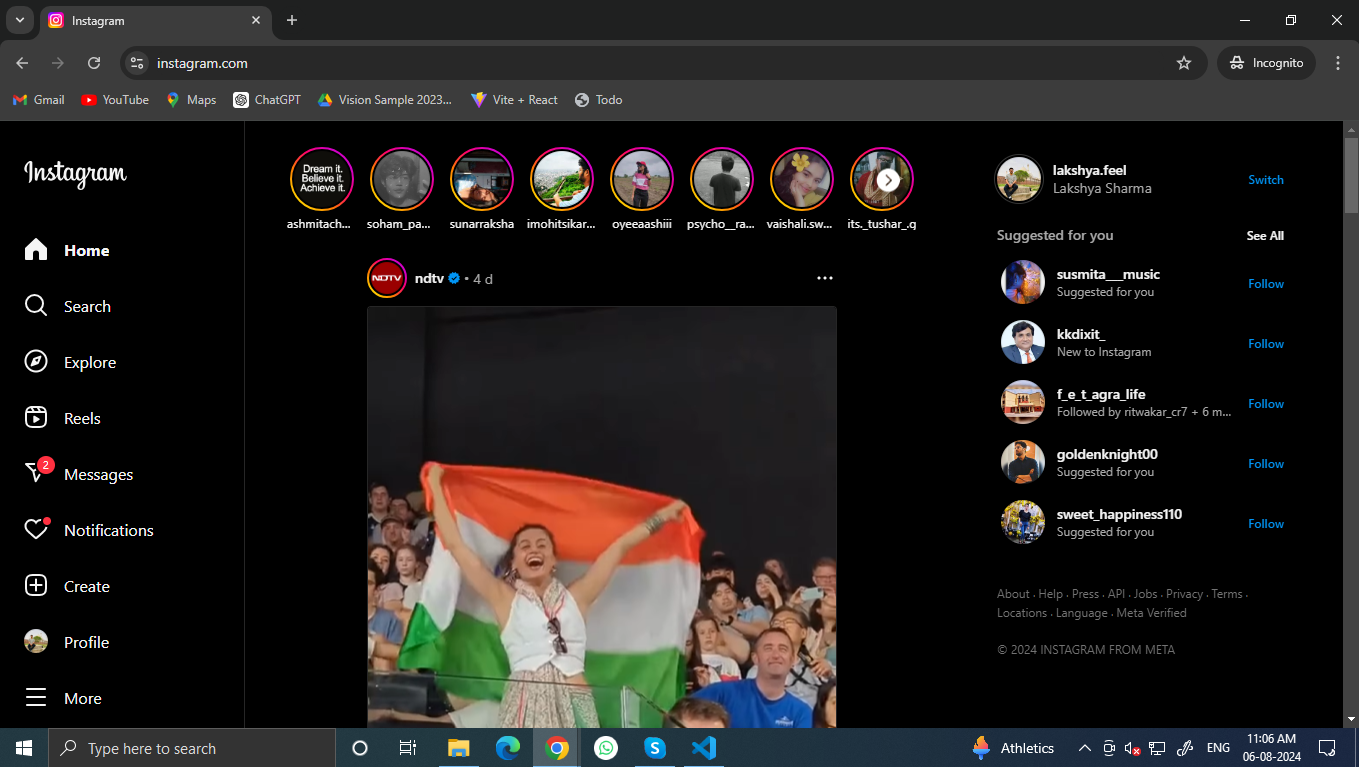 Instagram
instagram.com
Incognito
Gmail
YouTube
Maps
ChatGPT
Vision Sample 2023...
Vite + React
Todo
Instagram
Home
Search
Explore
Reels
2
Messages
Notifications
Create
Profile
More
Dream it.
Believe it.
Achieve it.
ashmitach...
soham_pa...
sunarraksha
imohitsikar...
oyeeaashiii
psycho__ra...
vaishali.sw...
its._tushar_.g
NDTV
ndtv • 4 d
lakshya.feel
Lakshya Sharma
Switch
Suggested for you
See All
susmita___music
Suggested for you
Follow
kkdixit_
New to Instagram
Follow
f_e_t_agra_life
Followed by ritwakar_cr7 + 6 m...
Follow
goldenknight00
Suggested for you
Follow
sweet_happiness110
Suggested for you
Follow
About · Help · Press · API · Jobs · Privacy · Terms ·
Locations · Language · Meta Verified
© 2024 INSTAGRAM FROM META
Type here to search
Athletics
ENG
11:06 AM
06-08-2024